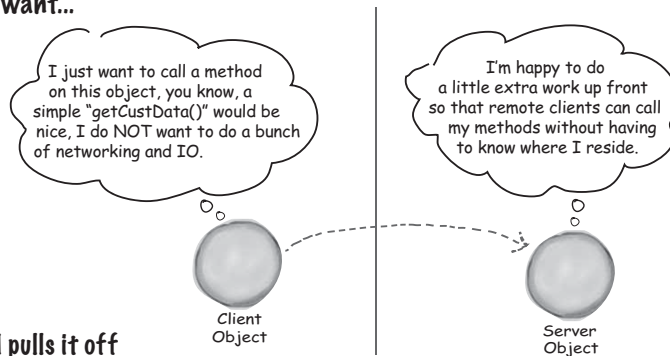 want...
I just want to call a method
on this object, you know, a
simple “getCustData()” would be
nice, I do NOT want to do a bunch
of networking and IO.
I’m happy to do
a little extra work up front
so that remote clients can call
my methods without having
to know where I reside.
Client
Object
Server
Object
pulls it off